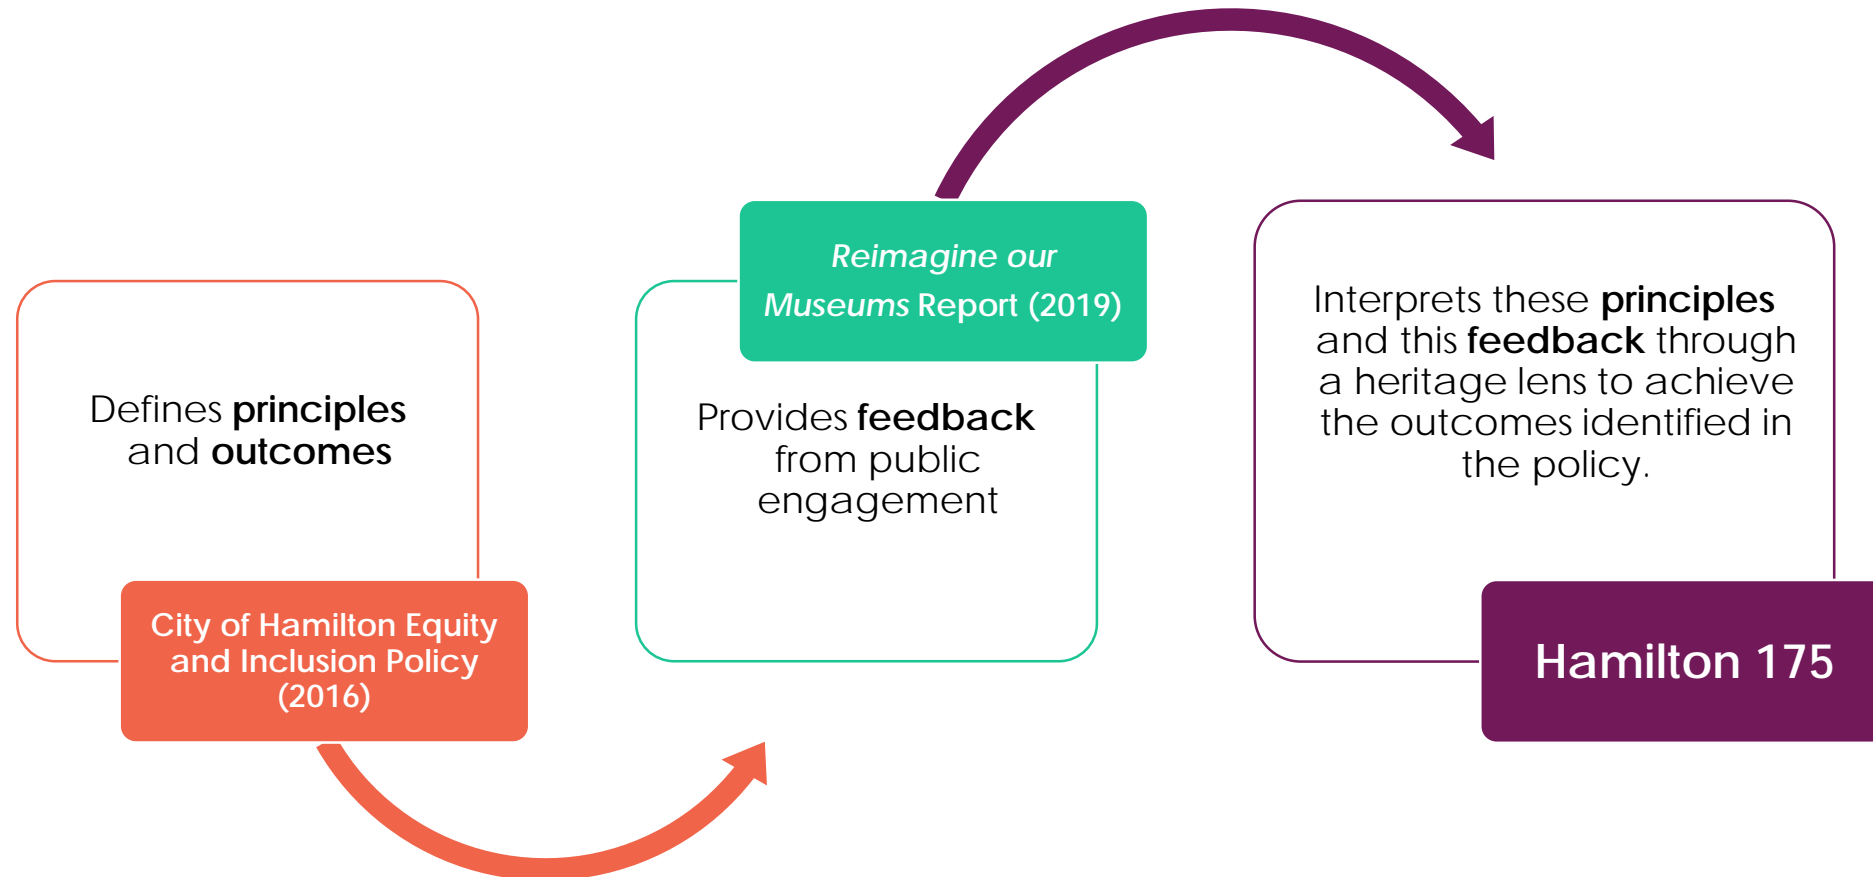 Defines principles
and outcomes
City of Hamilton Equity
and Inclusion Policy
(2016)
Reimagine our
Museums Report (2019)
Provides feedback
from public
engagement
Interprets these principles
and this feedback through
a heritage lens to achieve
the outcomes identified in
the policy.
Hamilton 175